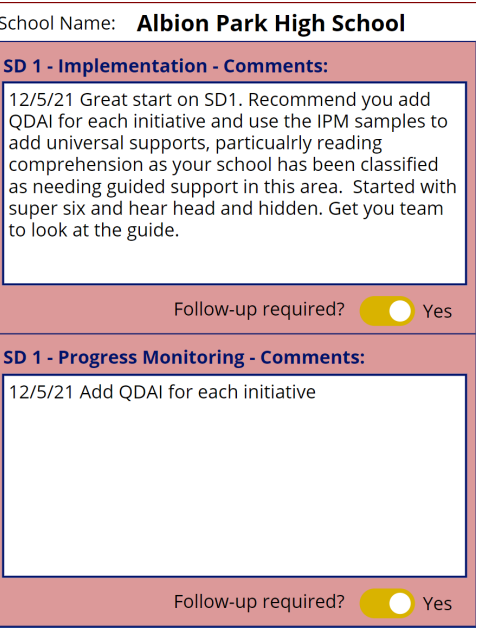 School Name: Albion Park High School
SD 1 - Implementation - Comments:
12/5/21 Great start on SD1. Recommend you add
QDAI for each initiative and use the IPM samples to
add universal supports, particualrly reading
comprehension as your school has been classified
as needing guided support in this area.  Started with
super six and hear head and hidden. Get you team
to look at the guide.
Follow-up required? Yes
SD 1 - Progress Monitoring - Comments:
12/5/21 Add QDAI for each initiative
Follow-up required? Yes